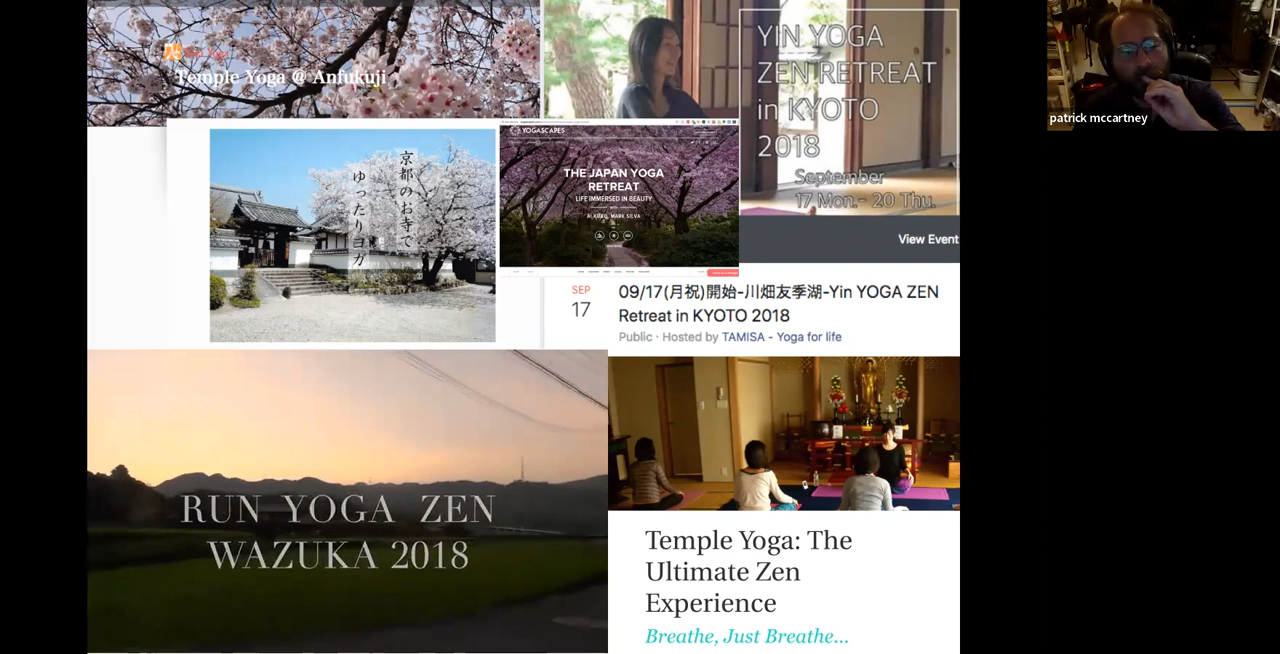 Temple Yoga @ Anfukuji
YIN YOGA
ZEN RETREAT
in KYOTO
2018
September
17 Mon.- 20 Thu.
View Event
patrick mccartney
京都のお寺で
ゆったりヨガ
YOGASCAPES
THE JAPAN YOGA
RETREAT
LIFE IMMERSED IN BEAUTY
SEP
17
09/17(月祝)開始-川畑友季湖-Yin YOGA ZEN
Retreat in KYOTO 2018
Public · Hosted by TAMISA - Yoga for life
RUN YOGA ZEN
WAZUKA 2018
Temple Yoga: The
Ultimate Zen
Experience
Breathe, Just Breathe...